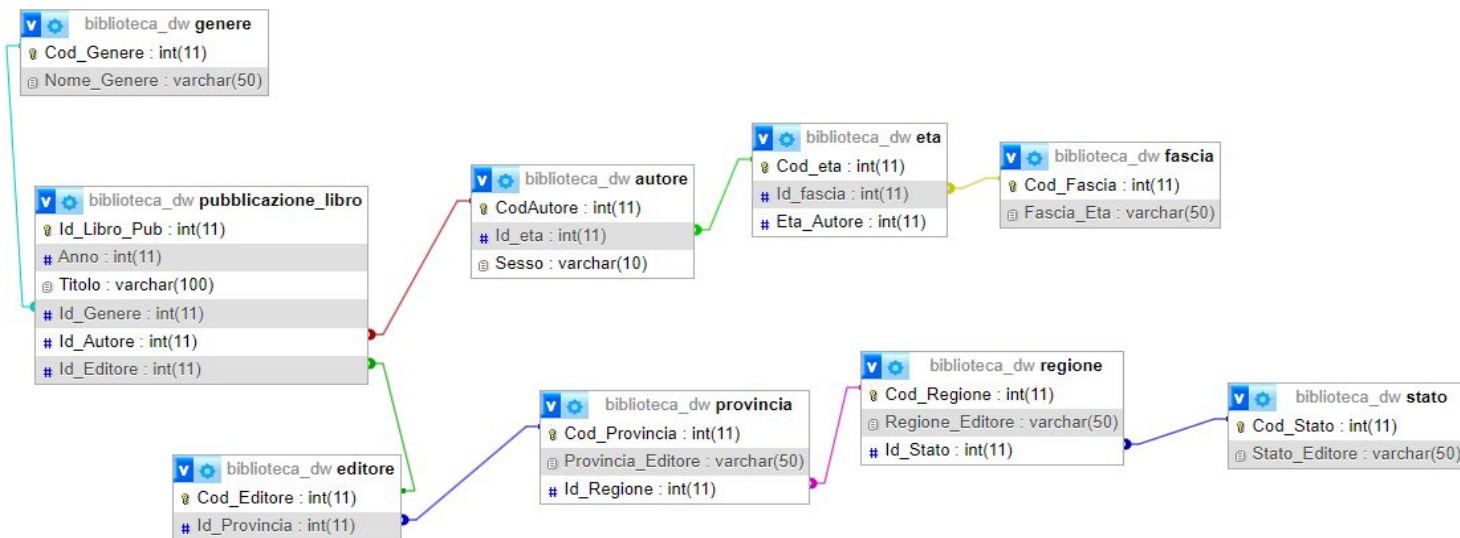 biblioteca_dw genere
Cod_Genere : int(11)
Nome_Genere : varchar(50)
biblioteca_dw pubblicazione_libro
Id_Libro_Pub : int(11)
# Anno : int(11)
Titolo : varchar(100)
# Id_Genere : int(11)
# Id_Autore : int(11)
# Id_Editore : int(11)
biblioteca_dw autore
CodAutore : int(11)
# Id_eta : int(11)
Sesso : varchar(10)
biblioteca_dw eta
Cod_eta : int(11)
# Id_fascia : int(11)
# Eta_Autore : int(11)
biblioteca_dw fascia
Cod_Fascia : int(11)
Fascia_Eta : varchar(50)
biblioteca_dw editore
Cod_Editore : int(11)
# Id_Provincia : int(11)
biblioteca_dw provincia
Cod_Provincia : int(11)
Provincia_Editore : varchar(50)
# Id_Regione : int(11)
biblioteca_dw regione
Cod_Regione : int(11)
Regione_Editore : varchar(50)
# Id_Stato : int(11)
biblioteca_dw stato
Cod_Stato : int(11)
Stato_Editore : varchar(50)